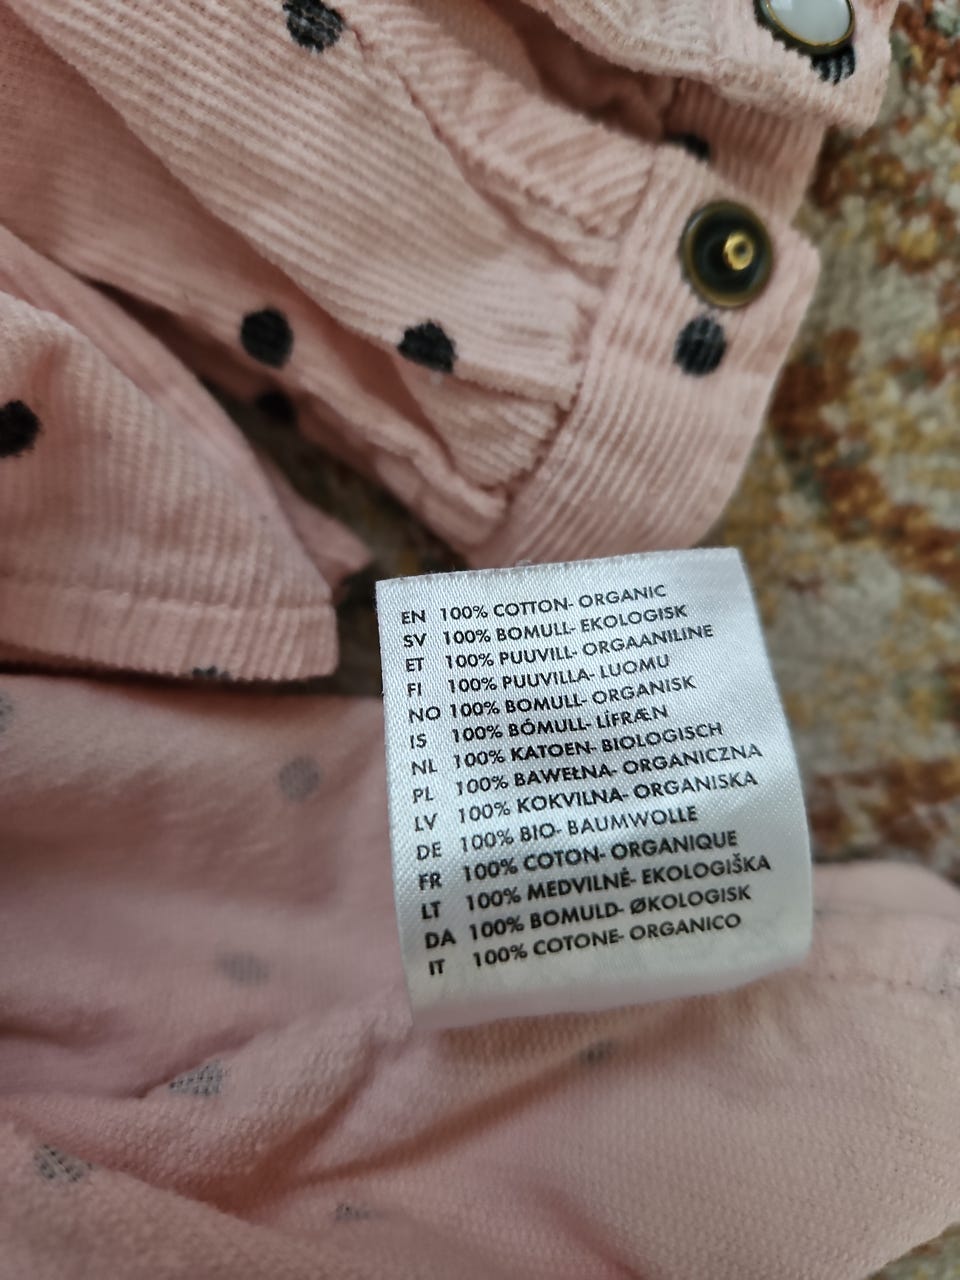 EN 100% COTTON- ORGANIC
SV 100% BOMULL- EKOLOGISK
ET 100% PUUVILL- ORGAANILINE
FI 100% PUUVILLA- LUOMU
NO 100% BOMULL- ORGANISK
IS 100% BÓMULL- LÍFRÆN
NL 100% KATOEN- BIOLOGISCH
PL 100% BAWEŁNA- ORGANICZNA
LV 100% KOKVILNA- ORGANISKA
DE 100% BIO- BAUMWOLLE
FR 100% COTON- ORGANIQUE
LT 100% MEDVILNĖ- EKOLOGIŠKA
DA 100% BOMULD- ØKOLOGISK
IT 100% COTONE- ORGANICO